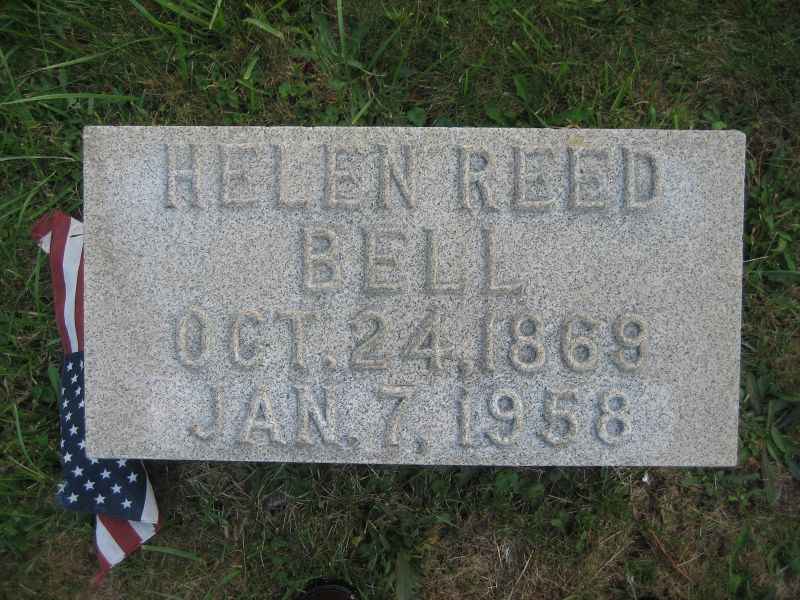 HELEN REED
BELL
OCT. 24, 1869
JAN. 7, 1958